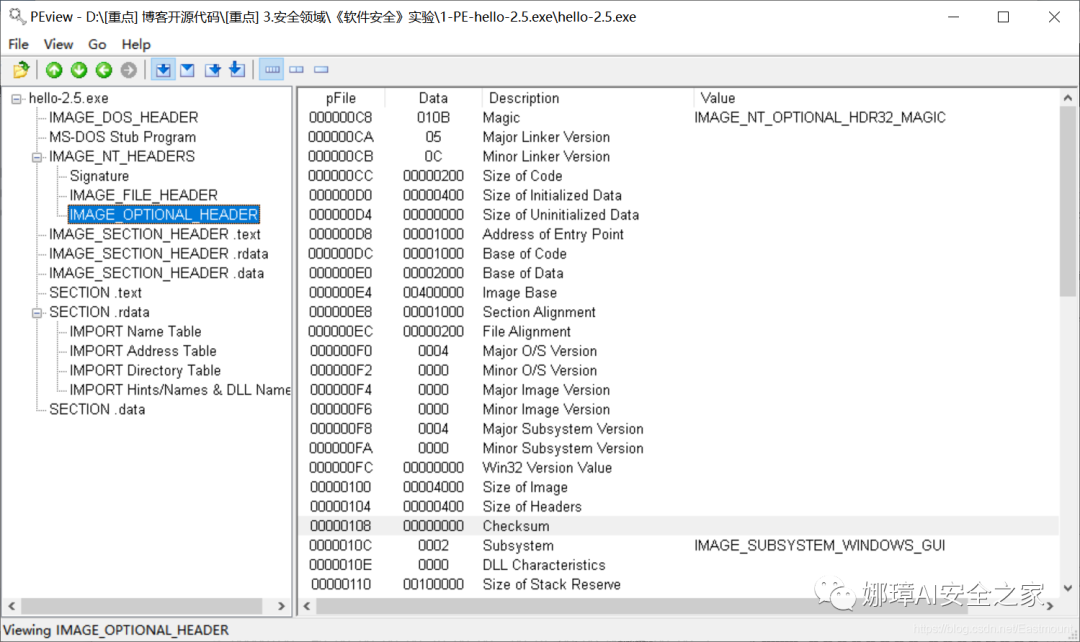 PEview - D:\[重点] 博客开源代码\[重点] 3.安全领域\《软件安全》实验\1-PE-hello-2.5.exe\hello-2.5.exe
File View Go Help
hello-2.5.exe
IMAGE_DOS_HEADER
MS-DOS Stub Program
IMAGE_NT_HEADERS
Signature
IMAGE_FILE_HEADER
IMAGE_OPTIONAL_HEADER
IMAGE_SECTION_HEADER .text
IMAGE_SECTION_HEADER .rdata
IMAGE_SECTION_HEADER .data
SECTION .text
SECTION .rdata
IMPORT Name Table
IMPORT Address Table
IMPORT Directory Table
IMPORT Hints/Names & DLL Name
SECTION .data
pFile Data Description Value
000000C8 010B Magic IMAGE_NT_OPTIONAL_HDR32_MAGIC
000000CA 05 Major Linker Version
000000CB 0C Minor Linker Version
000000CC 00000200 Size of Code
000000D0 00000400 Size of Initialized Data
000000D4 00000000 Size of Uninitialized Data
000000D8 00001000 Address of Entry Point
000000DC 00001000 Base of Code
000000E0 00002000 Base of Data
000000E4 00400000 Image Base
000000E8 00001000 Section Alignment
000000EC 00000200 File Alignment
000000F0 0004 Major O/S Version
000000F2 0000 Minor O/S Version
000000F4 0000 Major Image Version
000000F6 0000 Minor Image Version
000000F8 0004 Major Subsystem Version
000000FA 0000 Minor Subsystem Version
000000FC 00000000 Win32 Version Value
00000100 00004000 Size of Image
00000104 00000400 Size of Headers
00000108 00000000 Checksum
0000010C 0002 Subsystem IMAGE_SUBSYSTEM_WINDOWS_GUI
0000010E 0000 DLL Characteristics
00000110 00100000 Size of Stack Reserve
娜璋AI安全之家
https://blog.csdn.net/Eastmount
Viewing IMAGE_OPTIONAL_HEADER